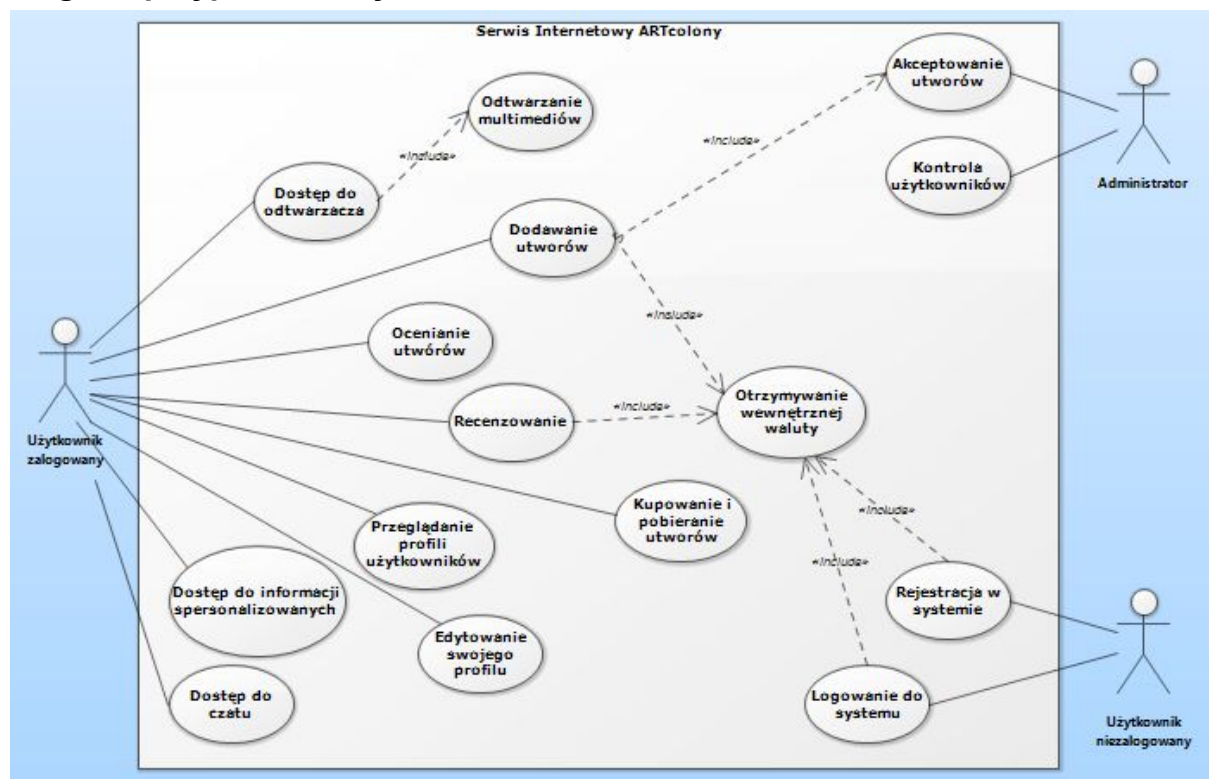 Serwis Internetowy ARTcolony
Odtwarzanie
multimediów
Akceptowanie
utworów
«Include»
«Include»
Kontrola
użytkowników
Administrator
Dostęp do
odtwarzacza
Dodawanie
utworów
«Include»
Ocenianie
utwórów
Użytkownik
zalogowany
Recenzowanie
«Include»
Otrzymywanie
wewnętrznej
waluty
Kupowanie i
pobieranie
utworów
«Include»
Przeglądanie
profili
użytkowników
«Include»
Dostęp do informacji
spersonalizowanych
Rejestracja w
systemie
Edytowanie
swojego
profilu
Dostęp do
czatu
Logowanie do
systemu
Użytkownik
niezalogowany